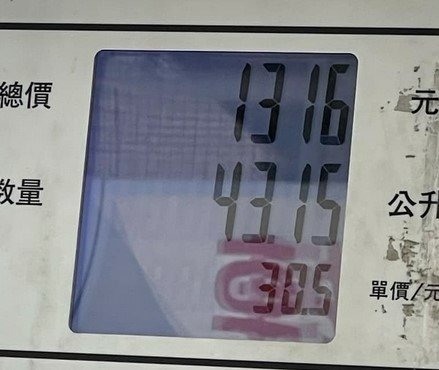 總價 1316 元
數量 43.15 公升
30.5 單價/元